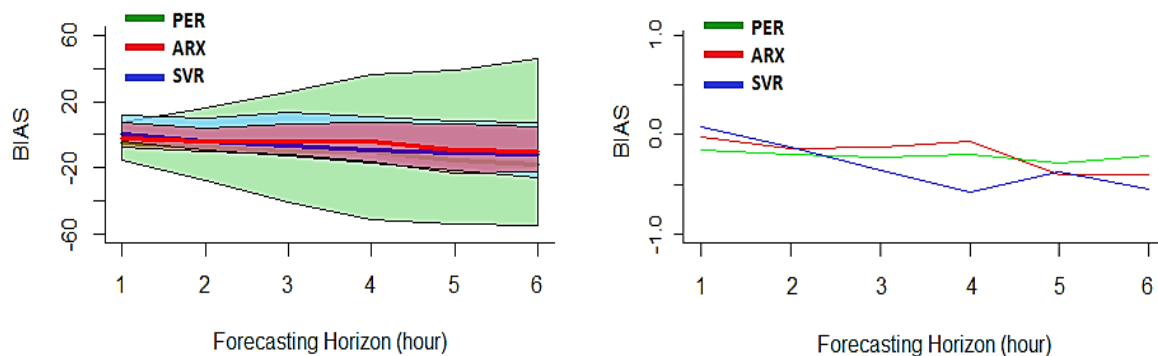 PER
ARX
SVR
BIAS
60
20
-20
-60
1 2 3 4 5 6
Forecasting Horizon (hour)
PER
ARX
SVR
BIAS
1.0
0.0
-1.0
1 2 3 4 5 6
Forecasting Horizon (hour)